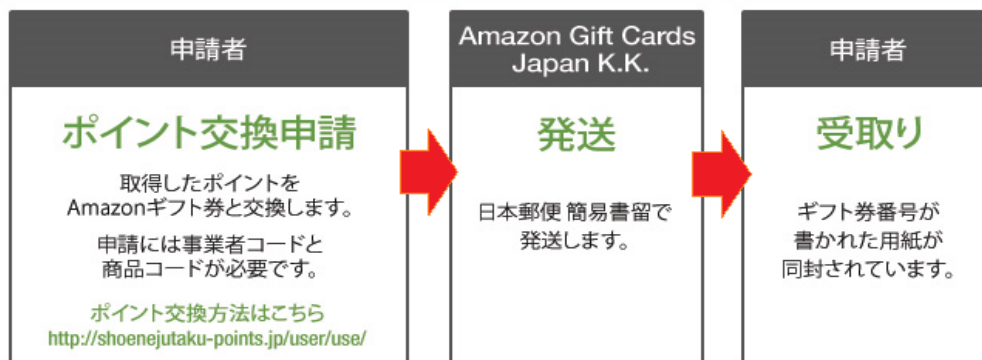 申請者
ポイント交換申請
取得したポイントを
Amazonギフト券と交換します。
申請には事業者コードと
商品コードが必要です。
ポイント交換方法はこちら
http://shoenejutaku-points.jp/user/use/
Amazon Gift Cards
Japan K.K.
発送
日本郵便 簡易書留で
発送します。
申請者
受取り
ギフト券番号が
書かれた用紙が
同封されています。